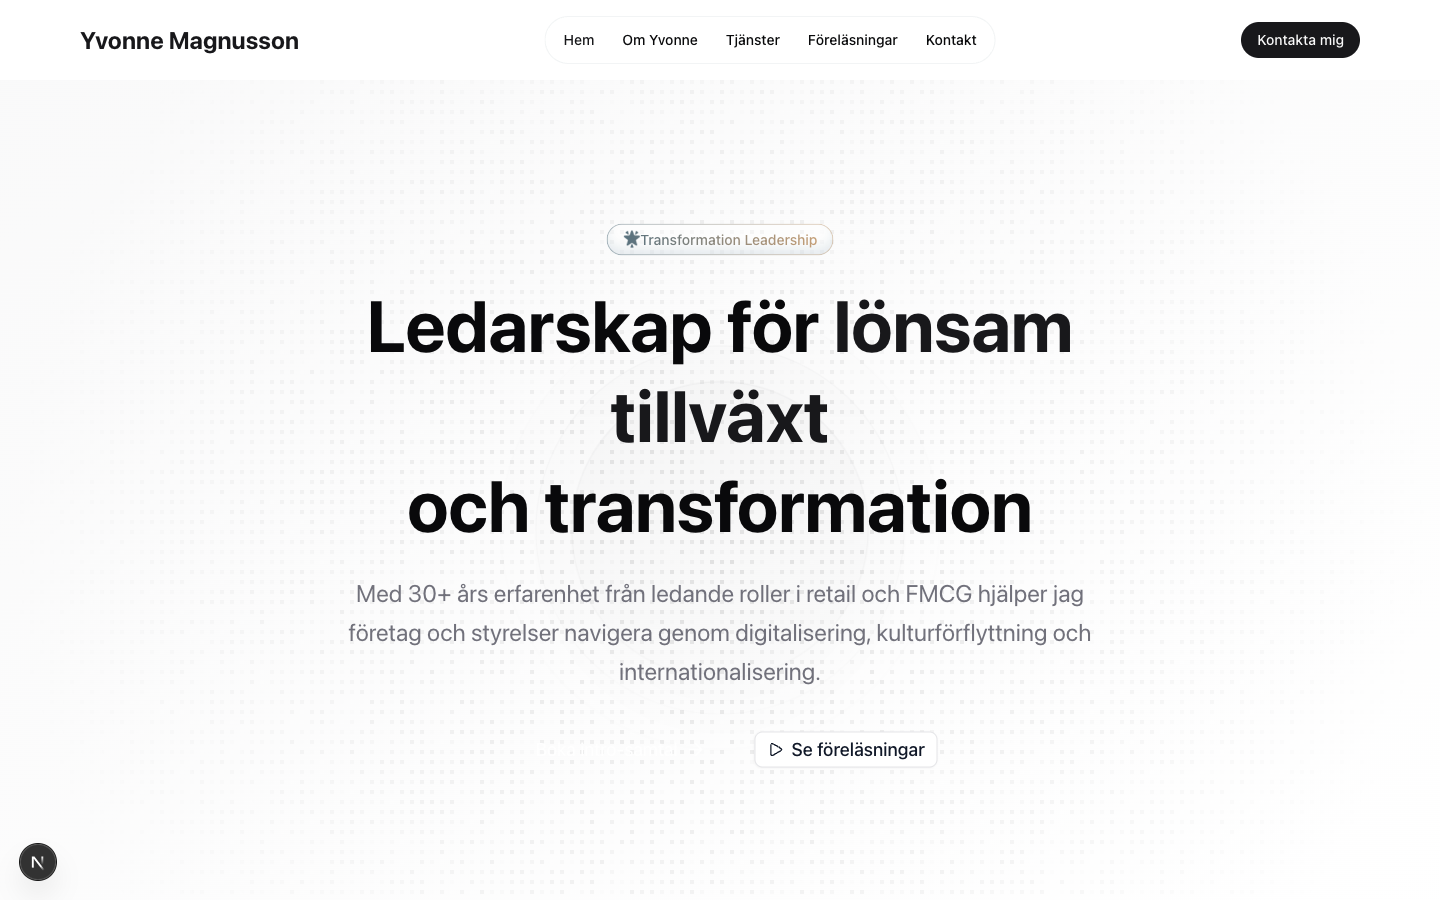 Yvonne Magnusson
Hem Om Yvonne Tjänster Föreläsningar Kontakt
Kontakta mig
Transformation Leadership
Ledarskap för lönsam
tillväxt
och transformation
Med 30+ års erfarenhet från ledande roller i retail och FMCG hjälper jag
företag och styrelser navigera genom digitalisering, kulturförflyttning och
internationalisering.
Se föreläsningar
N